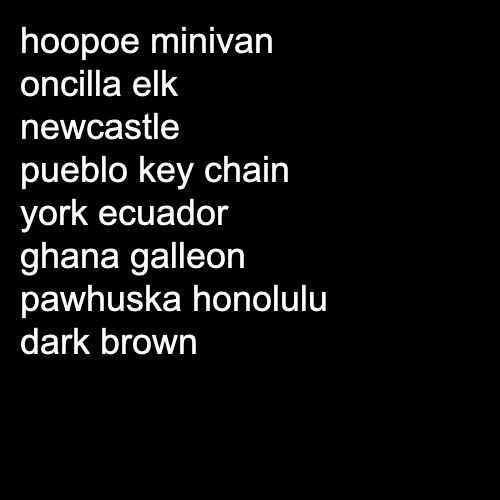 hoopoe minivan
oncilla elk
newcastle
pueblo key chain
york ecuador
ghana galleon
pawhuska honolulu
dark brown